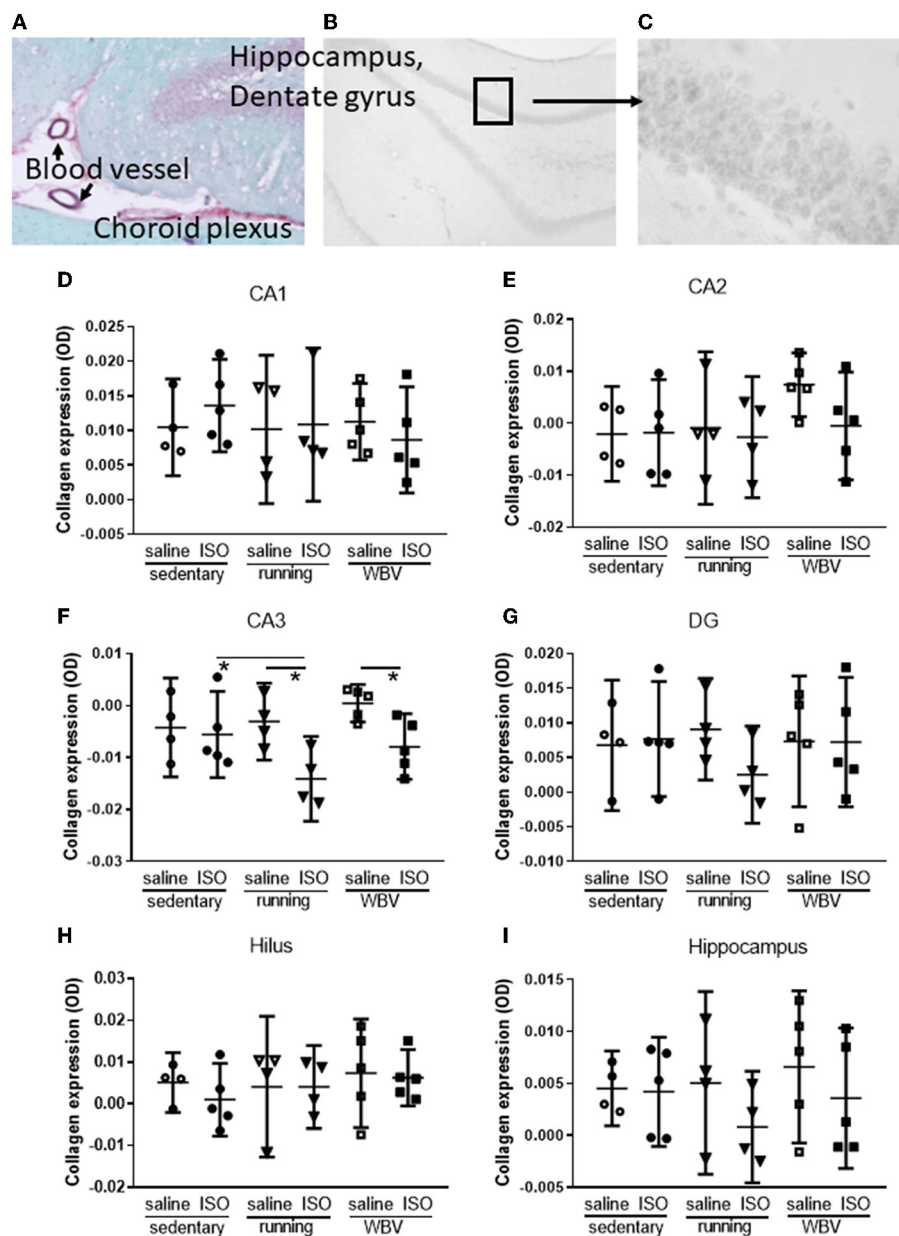 A
B
C
Hippocampus,
Dentate gyrus
Blood vessel
Choroid plexus
D
CA1
Collagen expression (OD)
0.025
0.020
0.015
0.010
0.005
0.000
-0.005
saline ISO saline ISO saline ISO
sedentary running WBV
E
CA2
Collagen expression (OD)
0.02
0.01
0.00
-0.01
-0.02
saline ISO saline ISO saline ISO
sedentary running WBV
F
CA3
Collagen expression (OD)
0.01
0.00
-0.01
-0.02
-0.03
* * *
saline ISO saline ISO saline ISO
sedentary running WBV
G
DG
Collagen expression (OD)
0.020
0.015
0.010
0.005
0.000
-0.005
-0.010
saline ISO saline ISO saline ISO
sedentary running WBV
H
Hilus
Collagen expression (OD)
0.03
0.02
0.01
0.00
-0.01
-0.02
saline ISO saline ISO saline ISO
sedentary running WBV
I
Hippocampus
Collagen expression (OD)
0.015
0.010
0.005
0.000
-0.005
saline ISO saline ISO saline ISO
sedentary running WBV